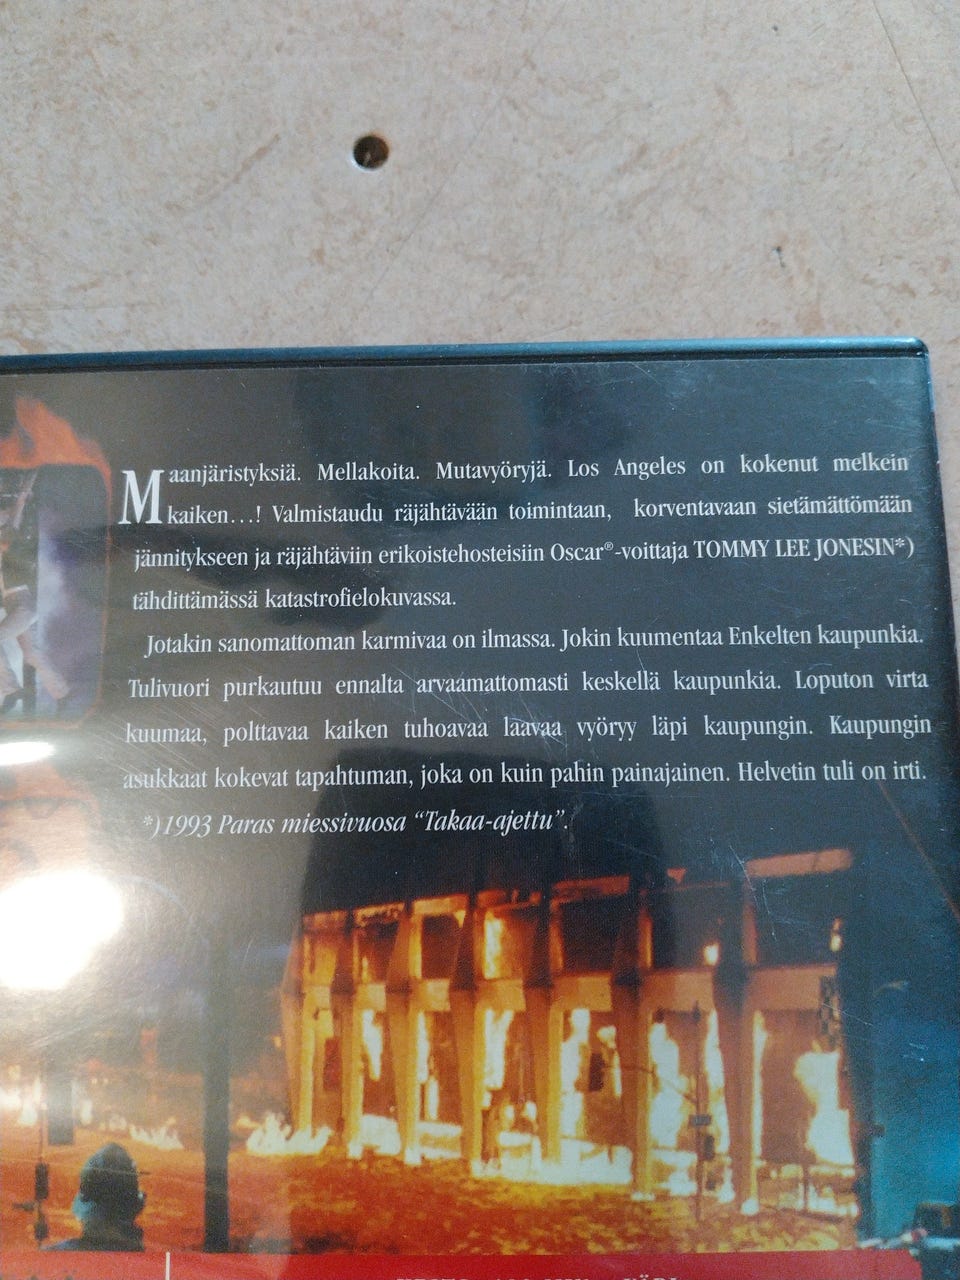 Maanjäristyksiä. Mellakoita. Mutavyöryjä. Los Angeles on kokenut melkein
kaiken...! Valmistaudu räjähtävään toimintaan, korventavaan sietämättömään
jännitykseen ja räjähtäviin erikoistehosteisiin Oscar®-voittaja TOMMY LEE JONESIN*)
tähdittämässä katastrofielokuvassa.
Jotakin sanomattoman karmivaa on ilmassa. Jokin kuumentaa Enkelten kaupunkia.
Tulivuori purkautuu ennalta arvaamattomasti keskellä kaupunkia. Loputon virta
kuumaa, polttavaa kaiken tuhoavaa laavaa vyöryy läpi kaupungin. Kaupungin
asukkaat kokevat tapahtuman, joka on kuin pahin painajainen. Helvetin tuli on irti.
*)1993 Paras miessivuosa “Takaa-ajettu”.